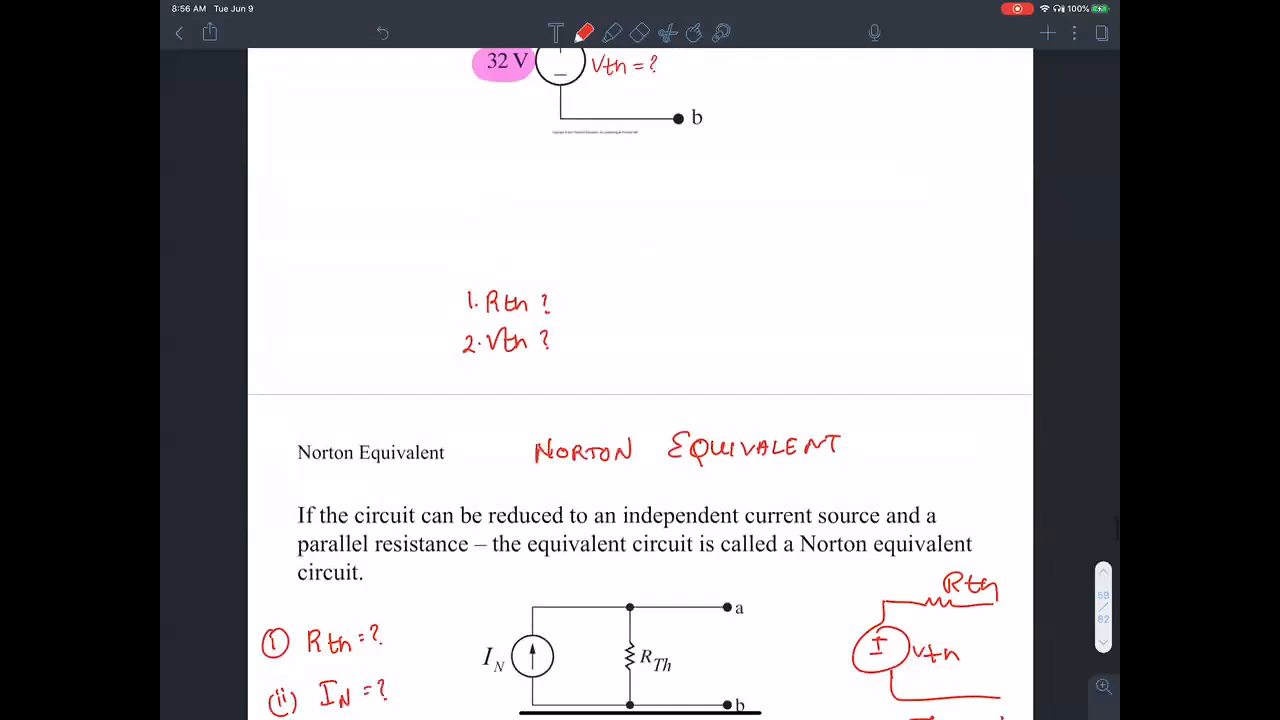 8:56 AM Tue Jun 9
100%
32 V
Vth = ?
b
1. Rth ?
2. Vth ?
Norton Equivalent
NORTON EQUIVALENT
If the circuit can be reduced to an independent current source and a
parallel resistance – the equivalent circuit is called a Norton equivalent
circuit.
Rth
a
(i) Rth = ?
I_N
R_Th
Vth
(ii) I_N = ?
b
59
/
62